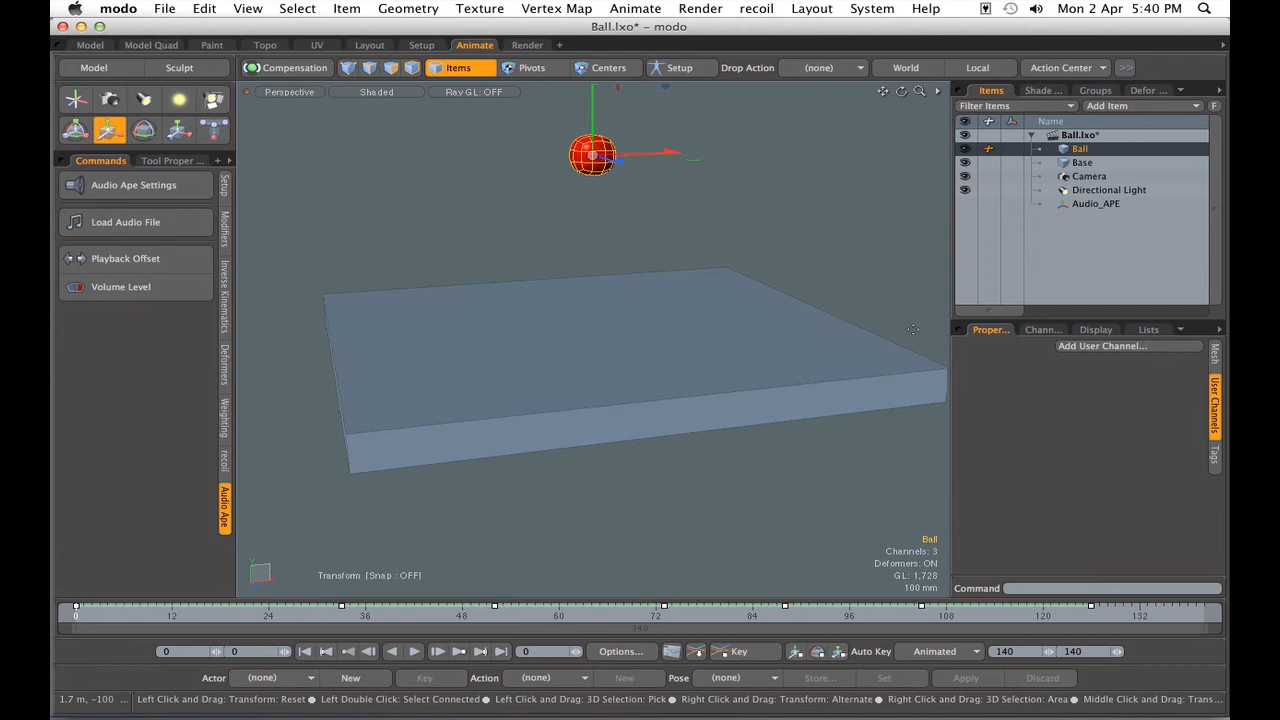 modo File Edit View Select Item Geometry Texture Vertex Map Animate Render recoil Layout System Help Mon 2 Apr 5:40 PM
Ball.lxo* - modo
Model Model Quad Paint Topo UV Layout Setup Animate Render +
Model Sculpt Compensation Items Pivots Centers Setup Drop Action (none) World Local Action Center >>
Perspective Shaded Ray GL: OFF
Items Shade ... Groups Defor ...
Filter Items Add Item F
Name
Ball.lxo*
Ball
Base
Camera
Directional Light
Audio_APE
Commands Tool Proper ... +
Audio Ape Settings
Load Audio File
Playback Offset
Volume Level
Setup
Modifiers
Inverse Kinematics
Deformers
Weighting
recoil
Audio Ape
Proper... Chann... Display Lists
Add User Channel...
Mesh
User Channels
Tags
Ball
Channels: 3
Deformers: ON
GL: 1,728
100 mm
Transform [Snap : OFF]
Command
0 12 24 36 48 60 72 84 96 108 120 132
140
0 0 0 Options... Key Auto Key Animated 140 140
Actor (none) New Key Action (none) New Pose (none) Store... Set Apply Discard
1.7 m, -100 Left Click and Drag: Transform: Reset ● Left Double Click: Select Connected ● Left Click and Drag: 3D Selection: Pick ● Right Click and Drag: Transform: Alternate ● Right Click and Drag: 3D Selection: Area ● Middle Click and Drag: Trans...